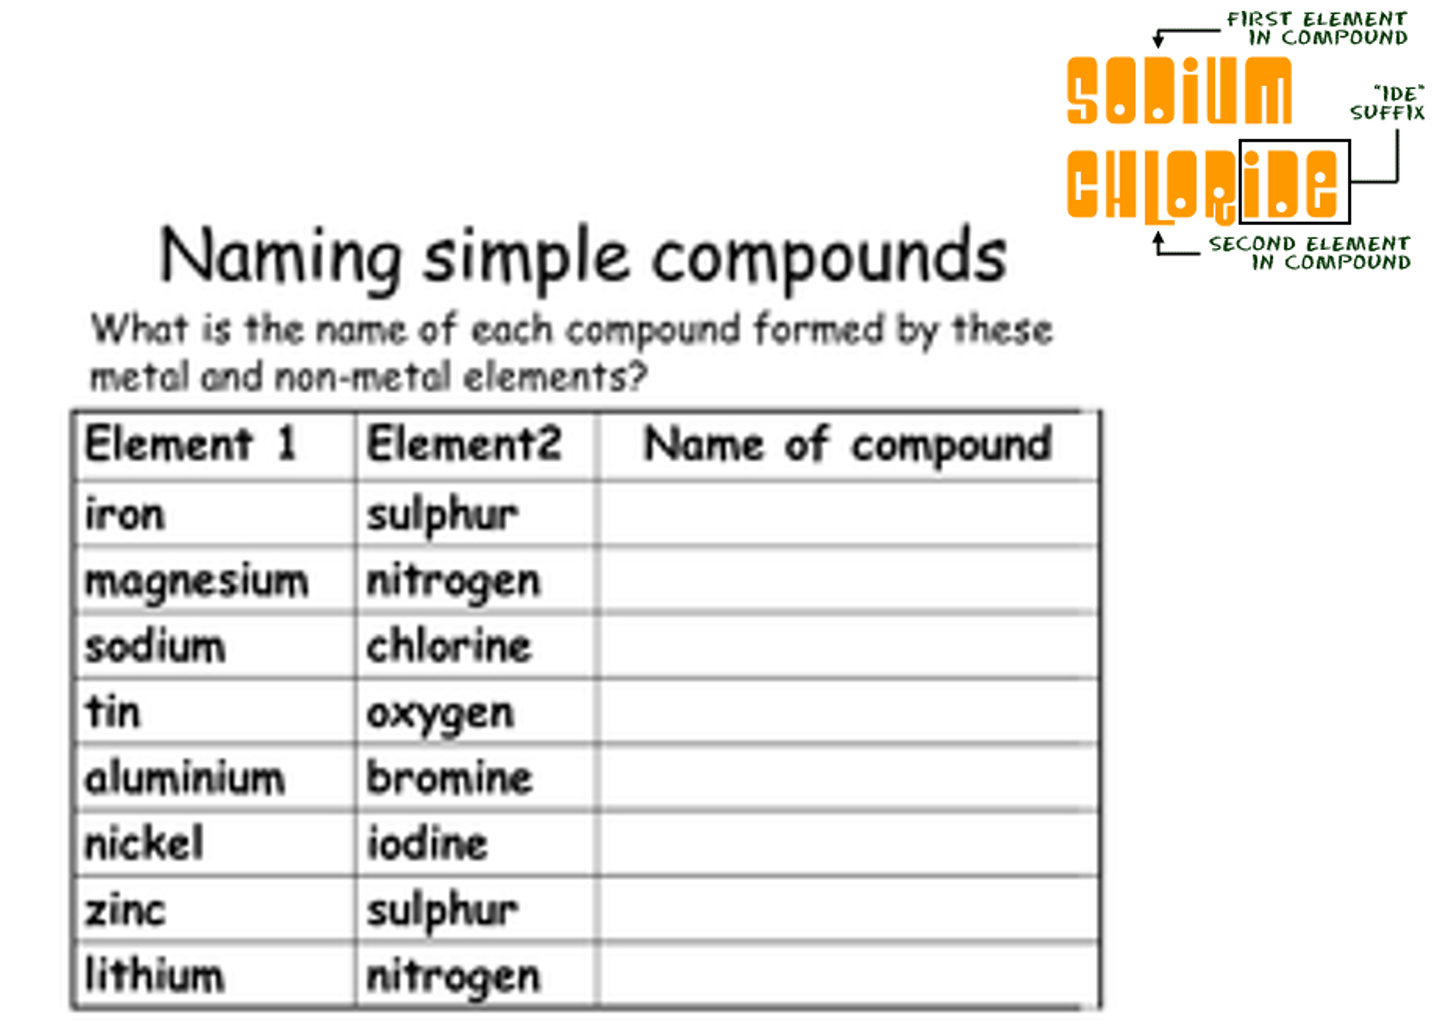 FIRST ELEMENT
IN COMPOUND
SODIUM
"IDE"
SUFFIX
CHLORIDE
SECOND ELEMENT
IN COMPOUND
Naming simple compounds
What is the name of each compound formed by these
metal and non-metal elements?
Element 1 Element2 Name of compound
iron sulphur
magnesium nitrogen
sodium chlorine
tin oxygen
aluminium bromine
nickel iodine
zinc sulphur
lithium nitrogen